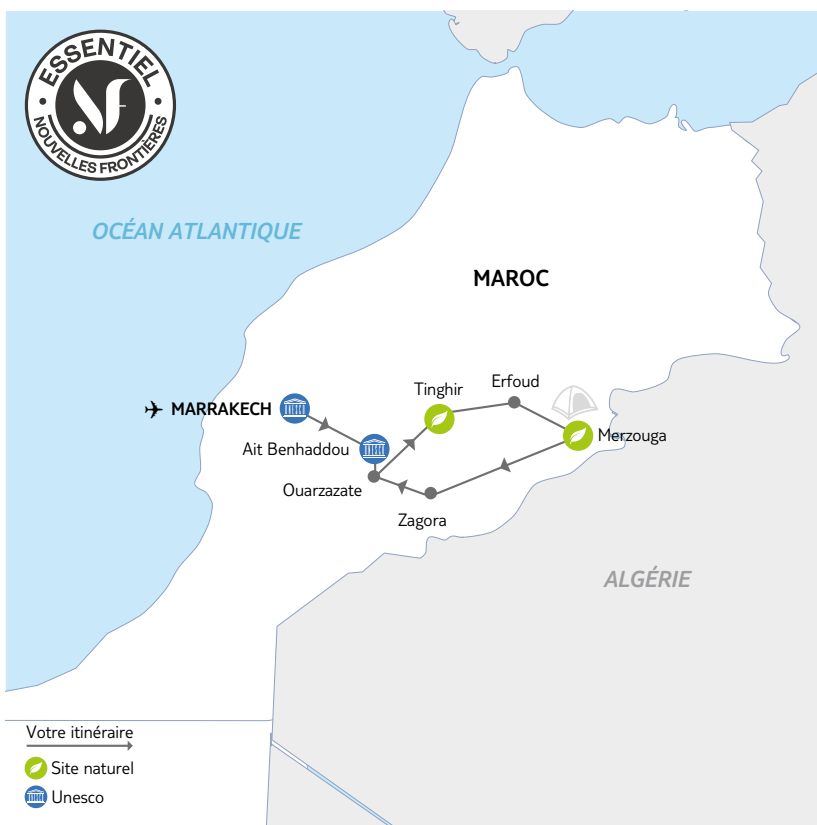 ESSENTIEL
NF
NOUVELLES FRONTIÈRES
OCÉAN ATLANTIQUE
MAROC
Tinghir
Erfoud
MARRAKECH
Merzouga
Ait Benhaddou
Ouarzazate
Zagora
ALGÉRIE
Votre itinéraire
Site naturel
Unesco